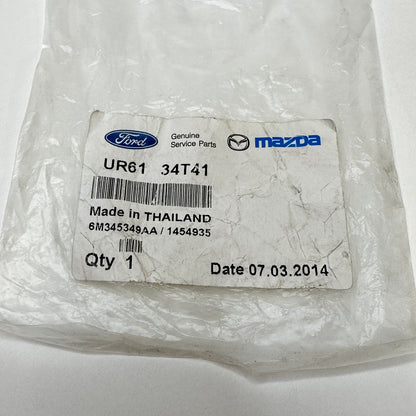 Ford Genuine Service Parts mazda
UR61 34T41
Made in THAILAND
6M345349AA / 1454935
Qty 1 Date 07.03.2014